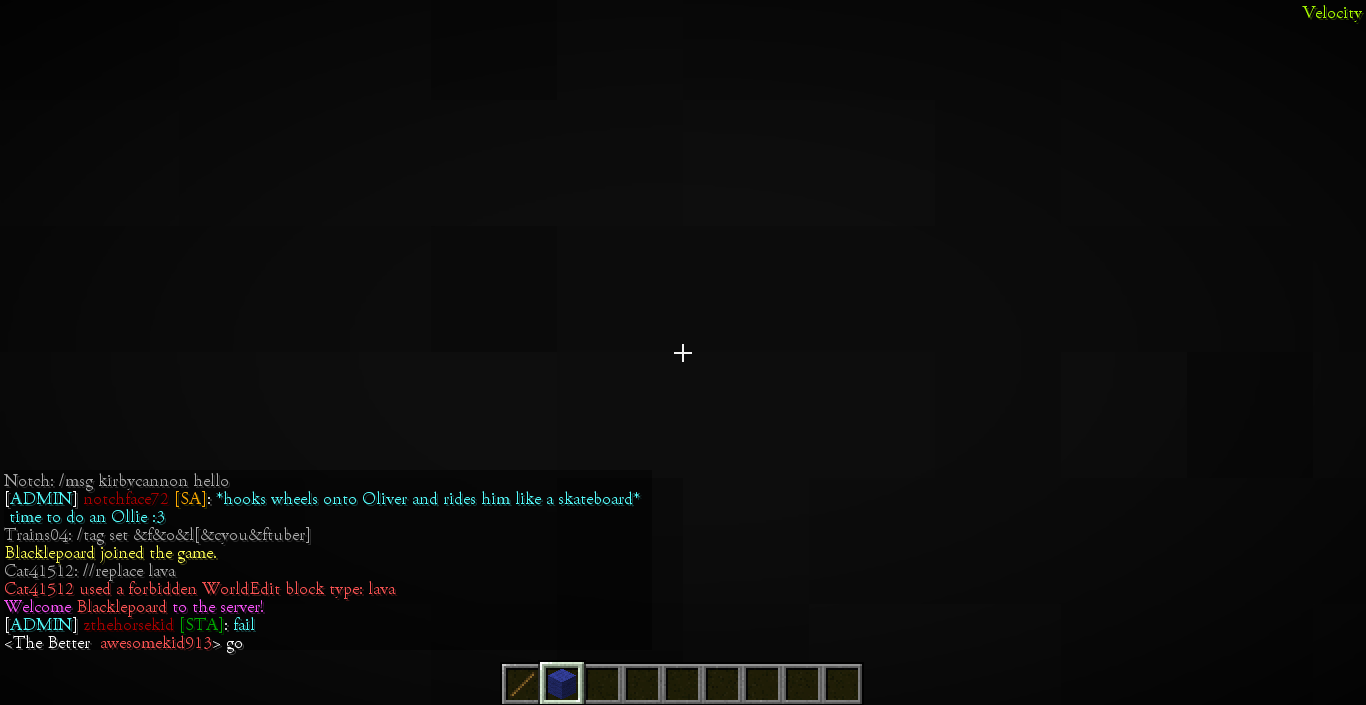 Velocity
Notch: /msg kirbycannon hello
[ADMIN] notchface72 [SA]: *hooks wheels onto Oliver and rides him like a skateboard*
time to do an Ollie :3
Trains04: /tag set &f&o&l[&cyou&ftuber]
Blacklepoard joined the game.
Cat41512: //replace lava
Cat41512 used a forbidden WorldEdit block type: lava
Welcome Blacklepoard to the server!
[ADMIN] zthehorsekid [STA]: fail
<The Better  awesomekid913> go